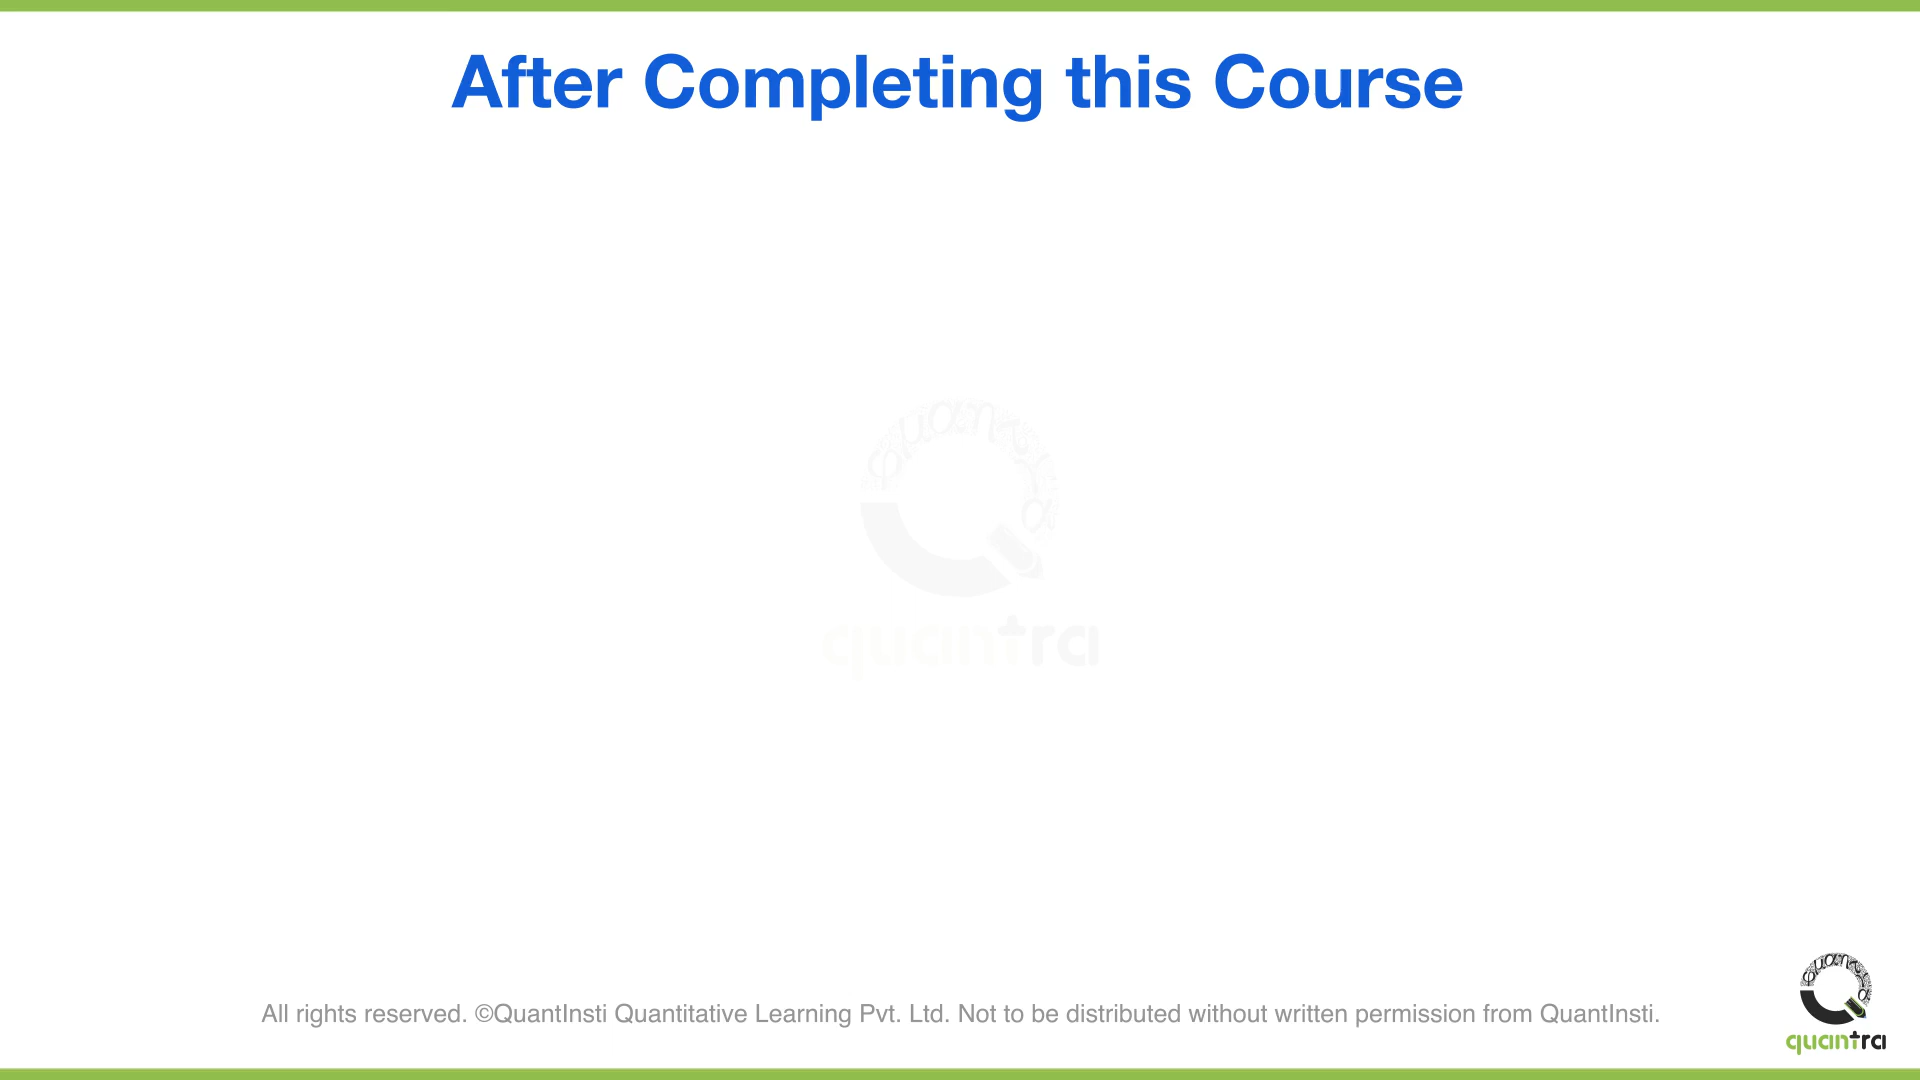 After Completing this Course
quantra
All rights reserved. ©QuantInsti Quantitative Learning Pvt. Ltd. Not to be distributed without written permission from QuantInsti.
quantra